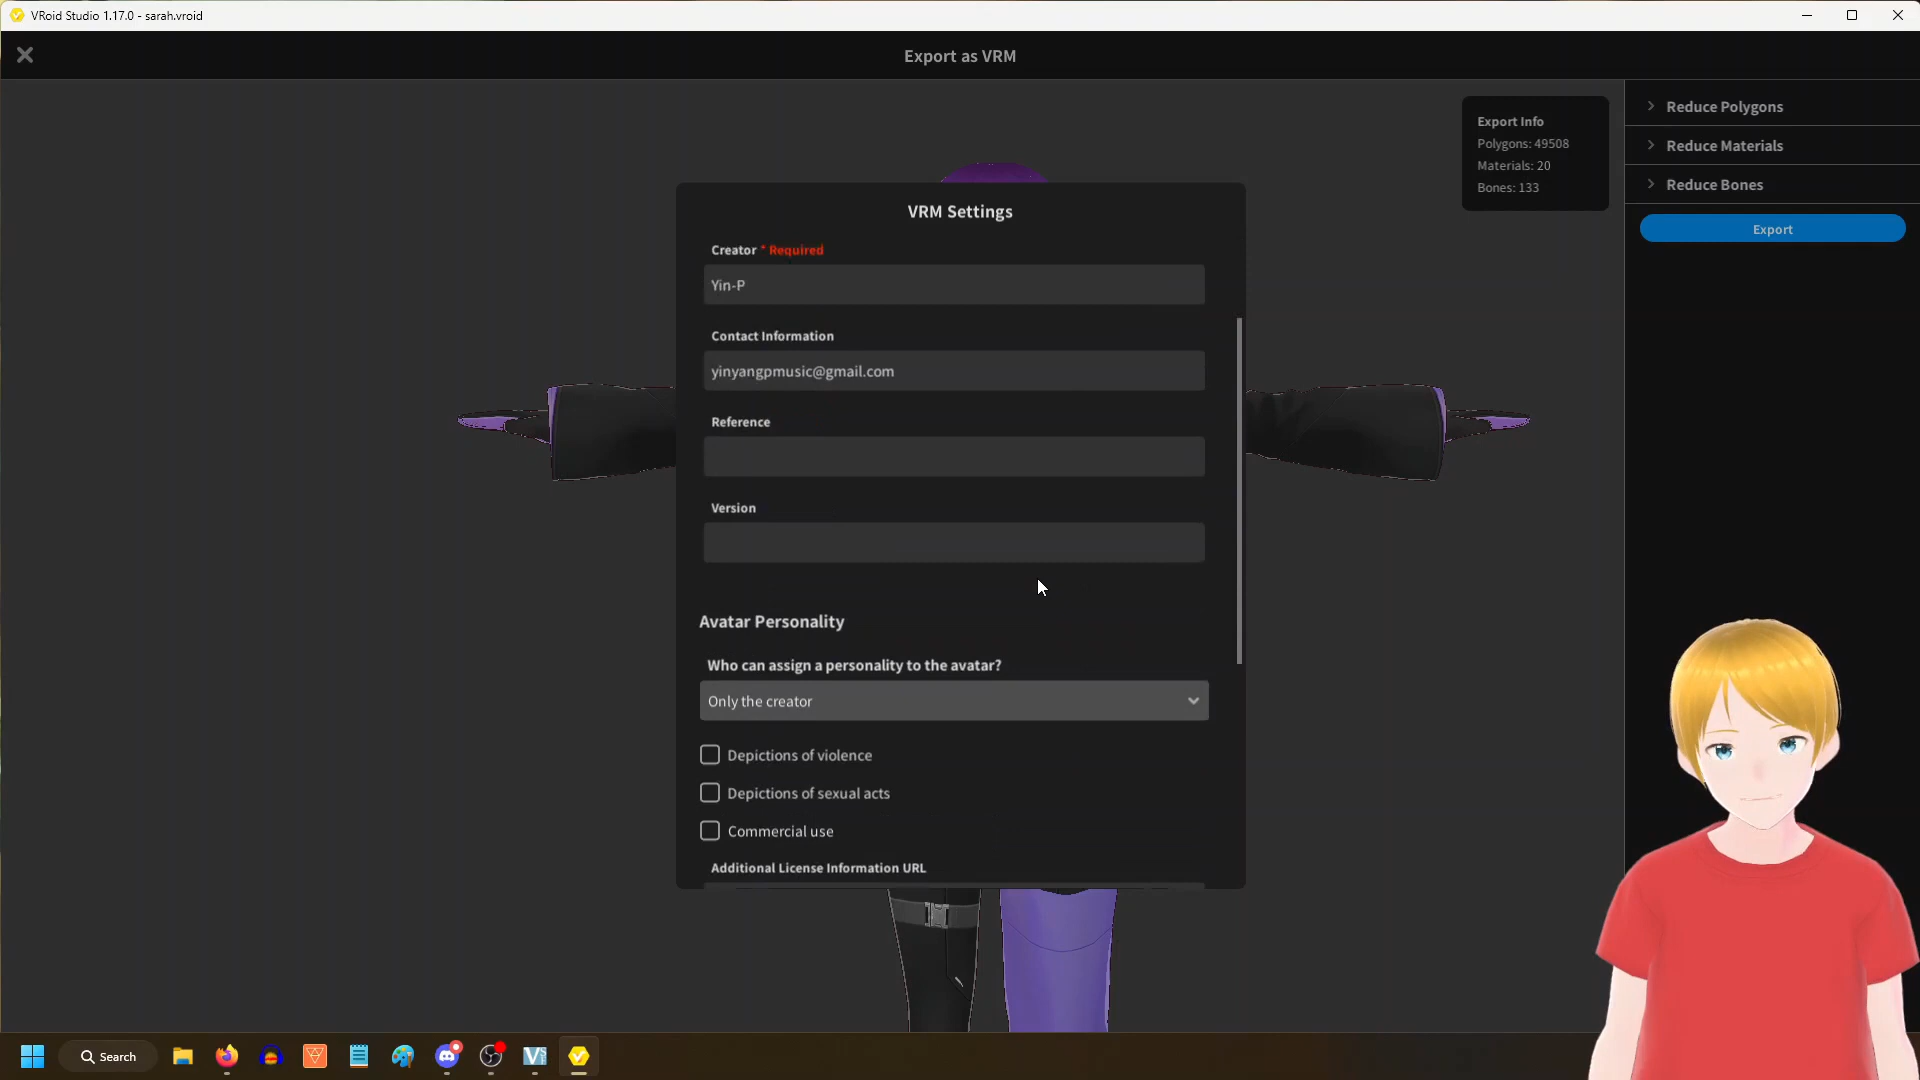 VRoid Studio 1.17.0 - sarah.vroid
Export as VRM
Export Info
Polygons: 49508
Materials: 20
Bones: 133
Reduce Polygons
Reduce Materials
Reduce Bones
Export
VRM Settings
Creator * Required
Yin-P
Contact Information
yinyangpmusic@gmail.com
Reference
Version
Avatar Personality
Who can assign a personality to the avatar?
Only the creator
Depictions of violence
Depictions of sexual acts
Commercial use
Additional License Information URL
Search